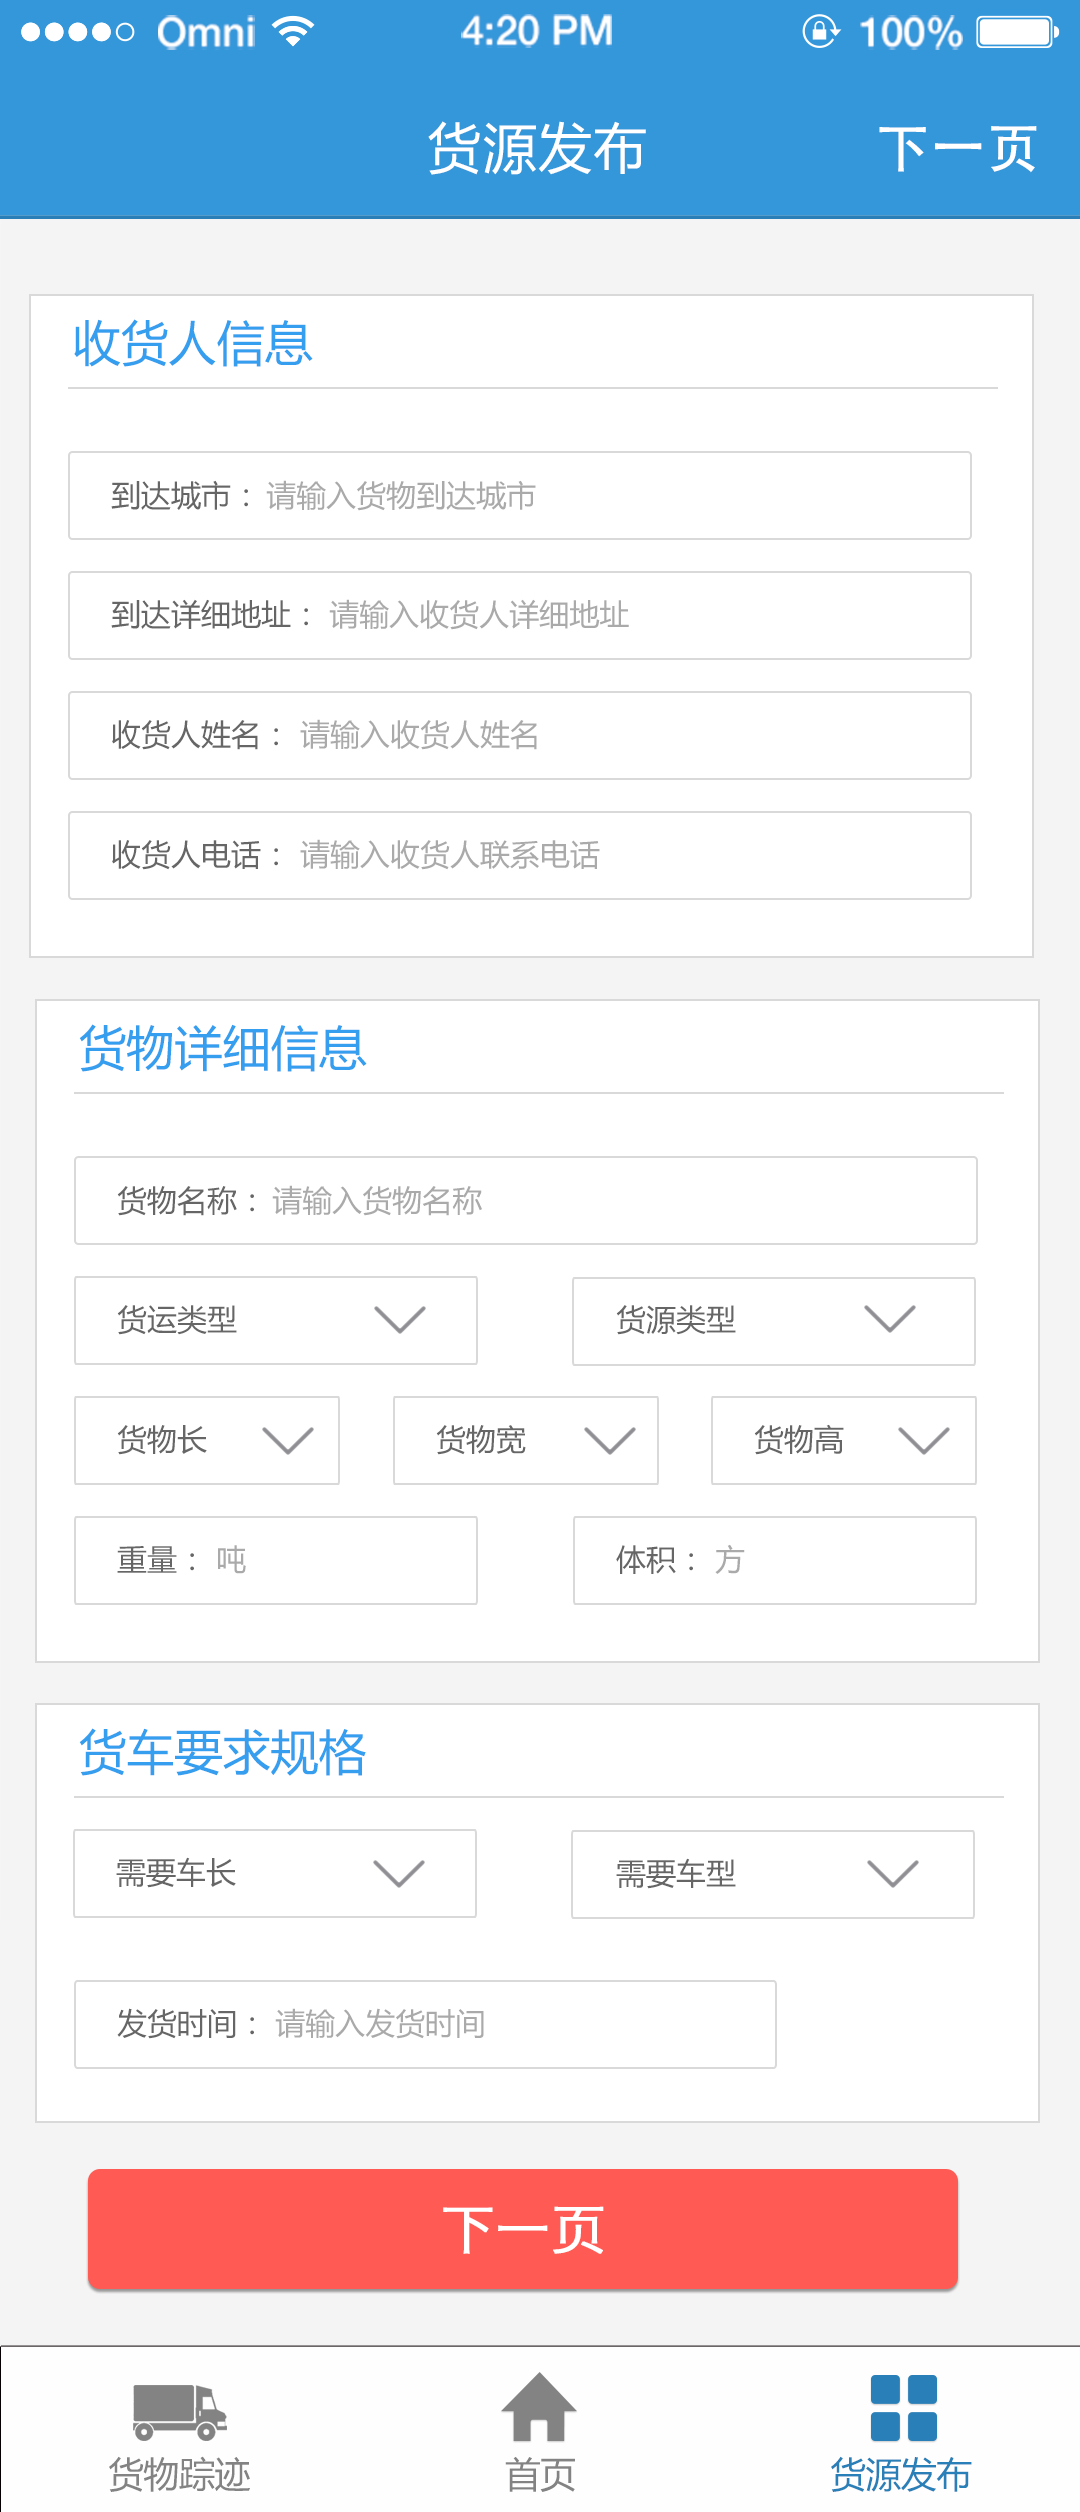 Omni 4:20 PM 100%
货源发布 下一页
收货人信息
到达城市： 请输入货物到达城市
到达详细地址： 请输入收货人详细地址
收货人姓名： 请输入收货人姓名
收货人电话： 请输入收货人联系电话
货物详细信息
货物名称： 请输入货物名称
货运类型 货源类型
货物长 货物宽 货物高
重量： 吨 体积： 方
货车要求规格
需要车长 需要车型
发货时间： 请输入发货时间
下一页
货物踪迹 首页 货源发布